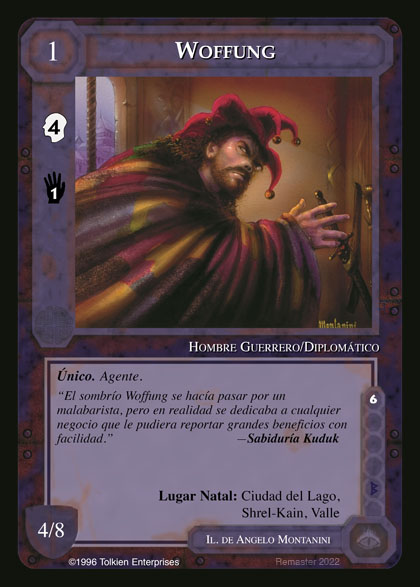 1
WOFFUNG
4
1
Montanini
HOMBRE GUERRERO/DIPLOMÁTICO
Único. Agente.
“El sombrío Woffung se hacía pasar por un
malabarista, pero en realidad se dedicaba a cualquier
negocio que le pudiera reportar grandes beneficios con
facilidad.” –Sabiduría Kuduk
6
Lugar Natal: Ciudad del Lago,
Shrel-Kain, Valle
4/8
IL. DE ANGELO MONTANINI
©1996 Tolkien Enterprises
Remaster 2022